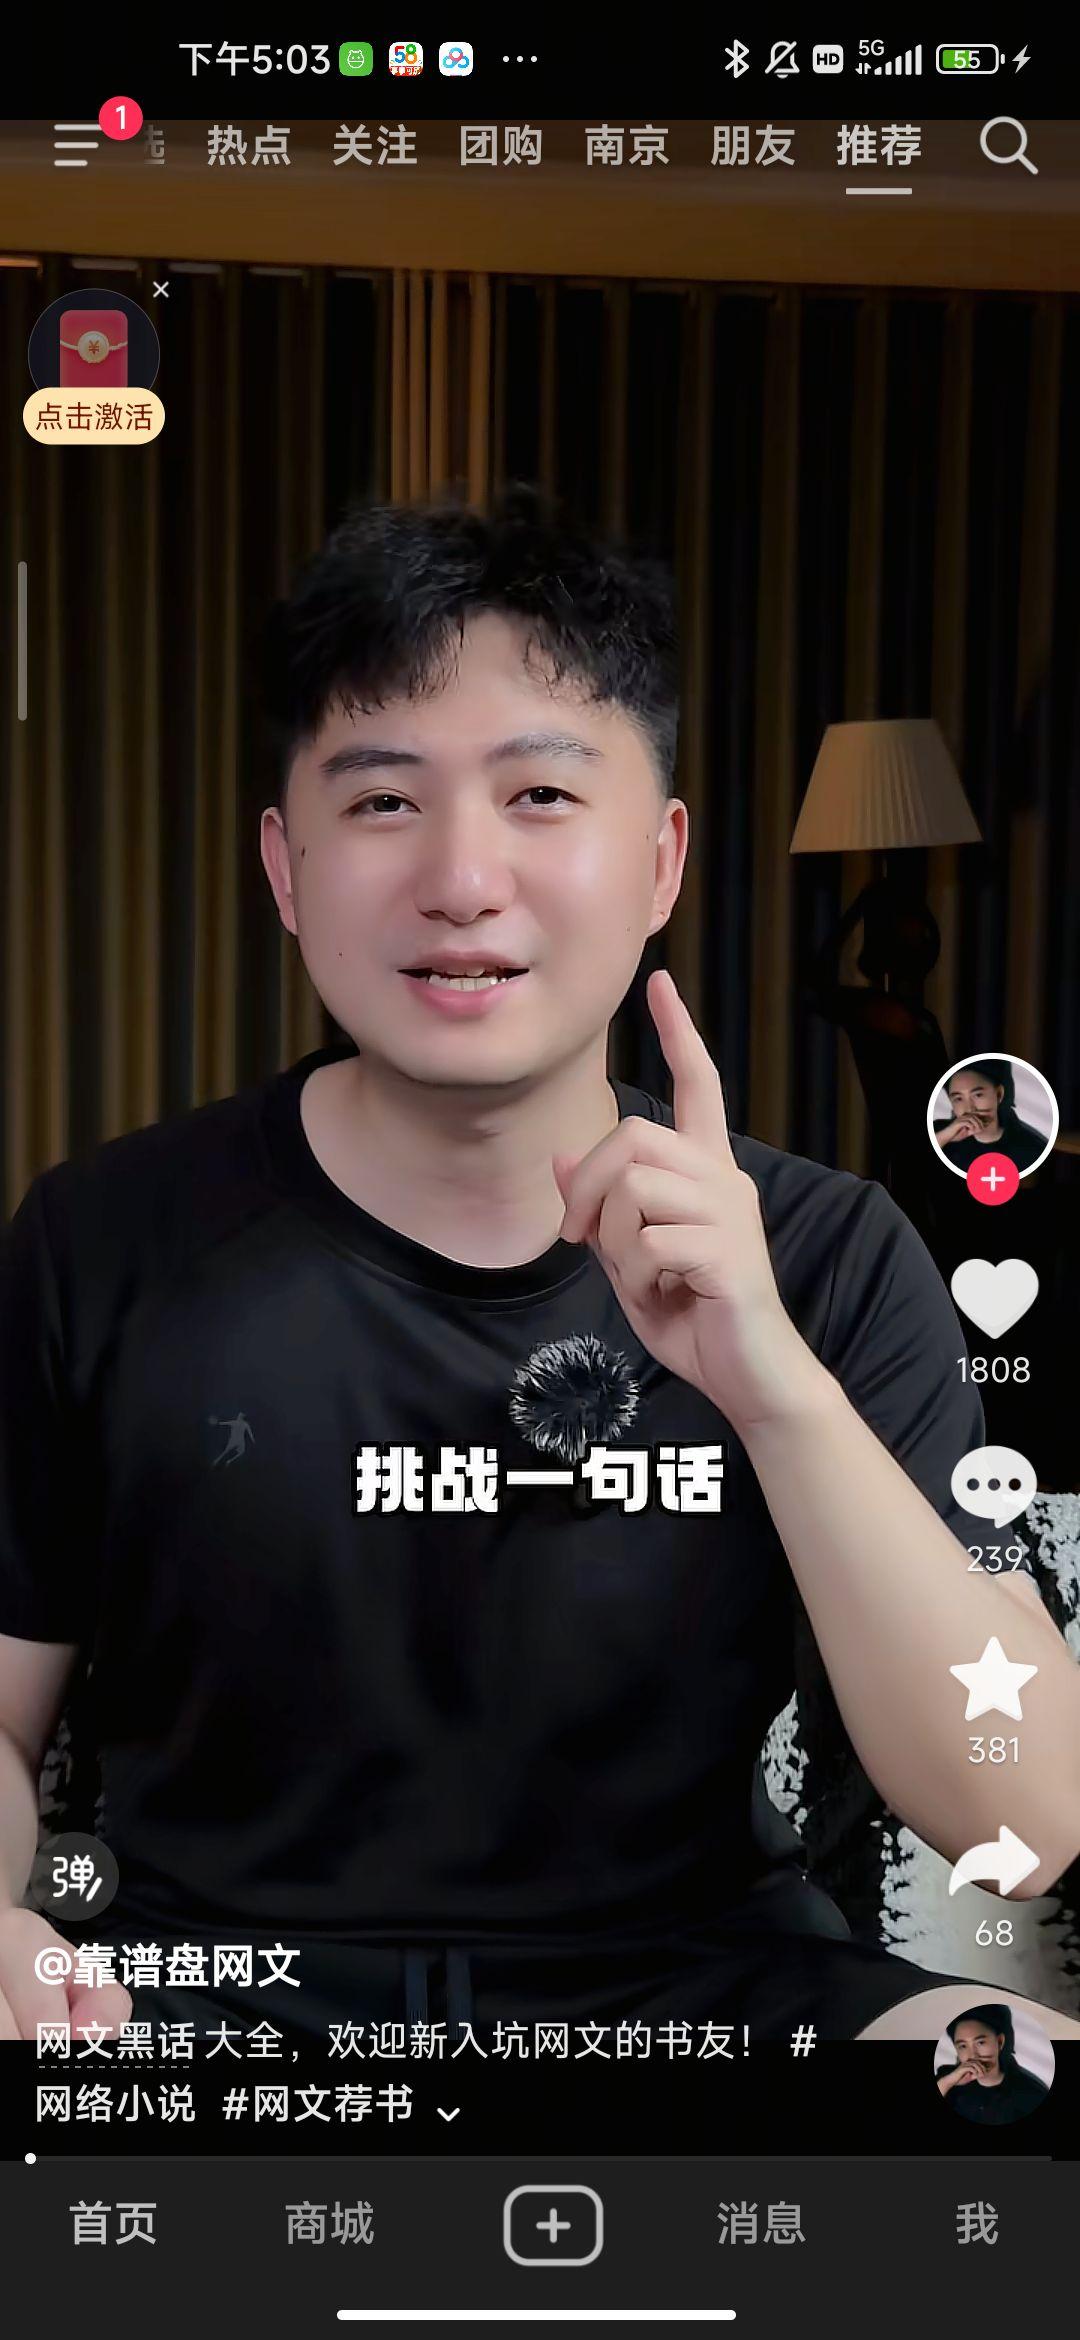 下午5:03
58
HD
5G
55
1
热点 关注 团购 南京 朋友 推荐
点击激活
1808
挑战一句话
239
381
弹
68
@靠谱盘网文
网文黑话大全，欢迎新入坑网文的书友！ #
网络小说 #网文荐书
首页 商城 消息 我